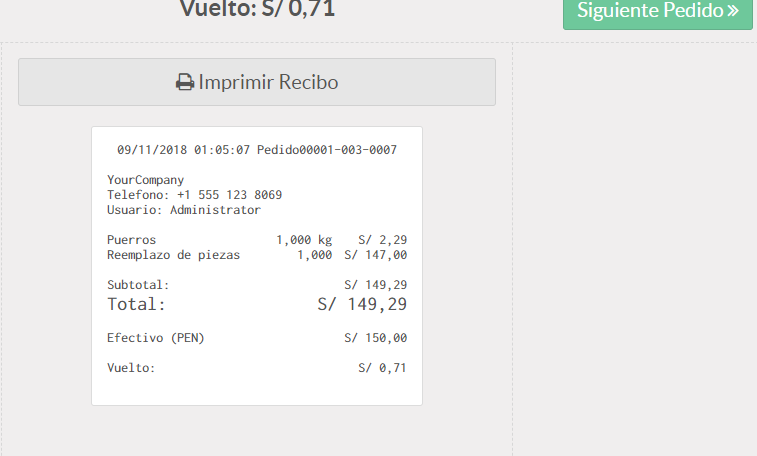 Vuelto: S/ 0,71
Siguiente Pedido »
Imprimir Recibo
09/11/2018 01:05:07 Pedido00001-003-0007
YourCompany
Telefono: +1 555 123 8069
Usuario: Administrator
Puerros 1,000 kg S/ 2,29
Reemplazo de piezas 1,000 S/ 147,00
Subtotal: S/ 149,29
Total: S/ 149,29
Efectivo (PEN) S/ 150,00
Vuelto: S/ 0,71